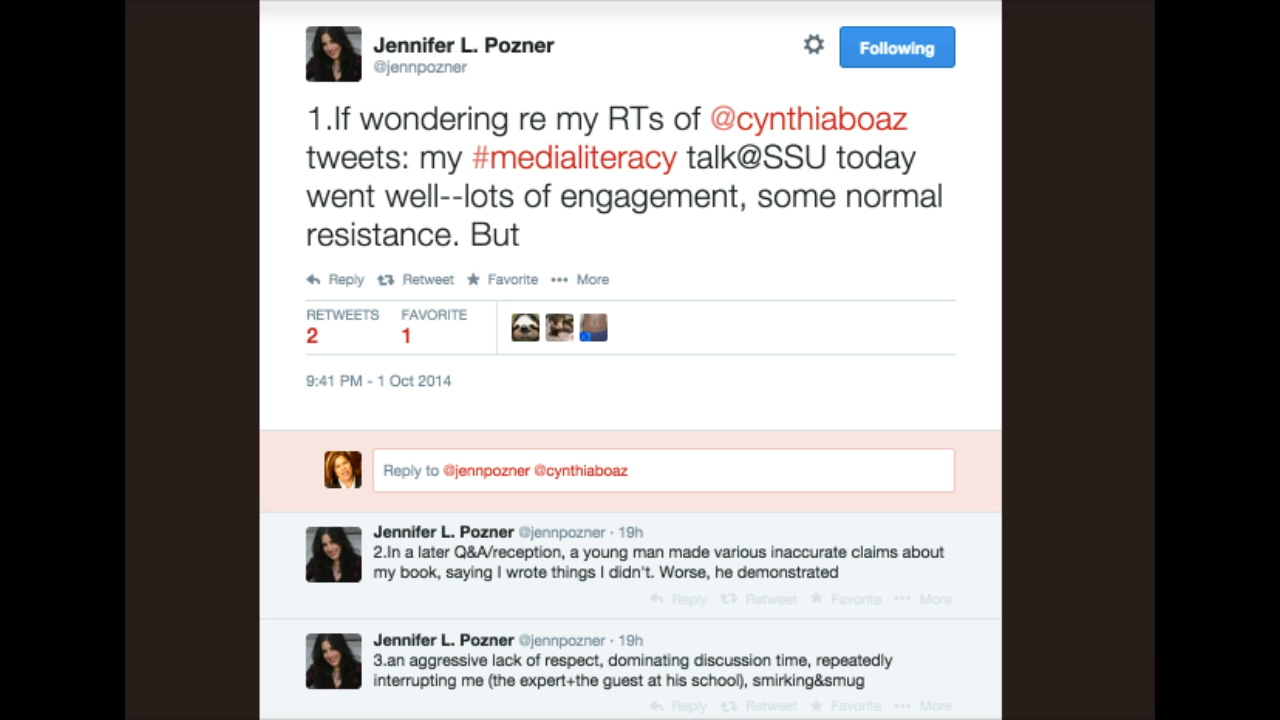 Jennifer L. Pozner
@jennpozner
Following
1.If wondering re my RTs of @cynthiaboaz
tweets: my #medialiteracy talk@SSU today
went well--lots of engagement, some normal
resistance. But
Reply Retweet Favorite More
RETWEETS FAVORITE
2 1
9:41 PM - 1 Oct 2014
Reply to @jennpozner @cynthiaboaz
Jennifer L. Pozner @jennpozner · 19h
2.In a later Q&A/reception, a young man made various inaccurate claims about
my book, saying I wrote things I didn't. Worse, he demonstrated
Reply Retweet Favorite More
Jennifer L. Pozner @jennpozner · 19h
3.an aggressive lack of respect, dominating discussion time, repeatedly
interrupting me (the expert+the guest at his school), smirking&smug
Reply Retweet Favorite More